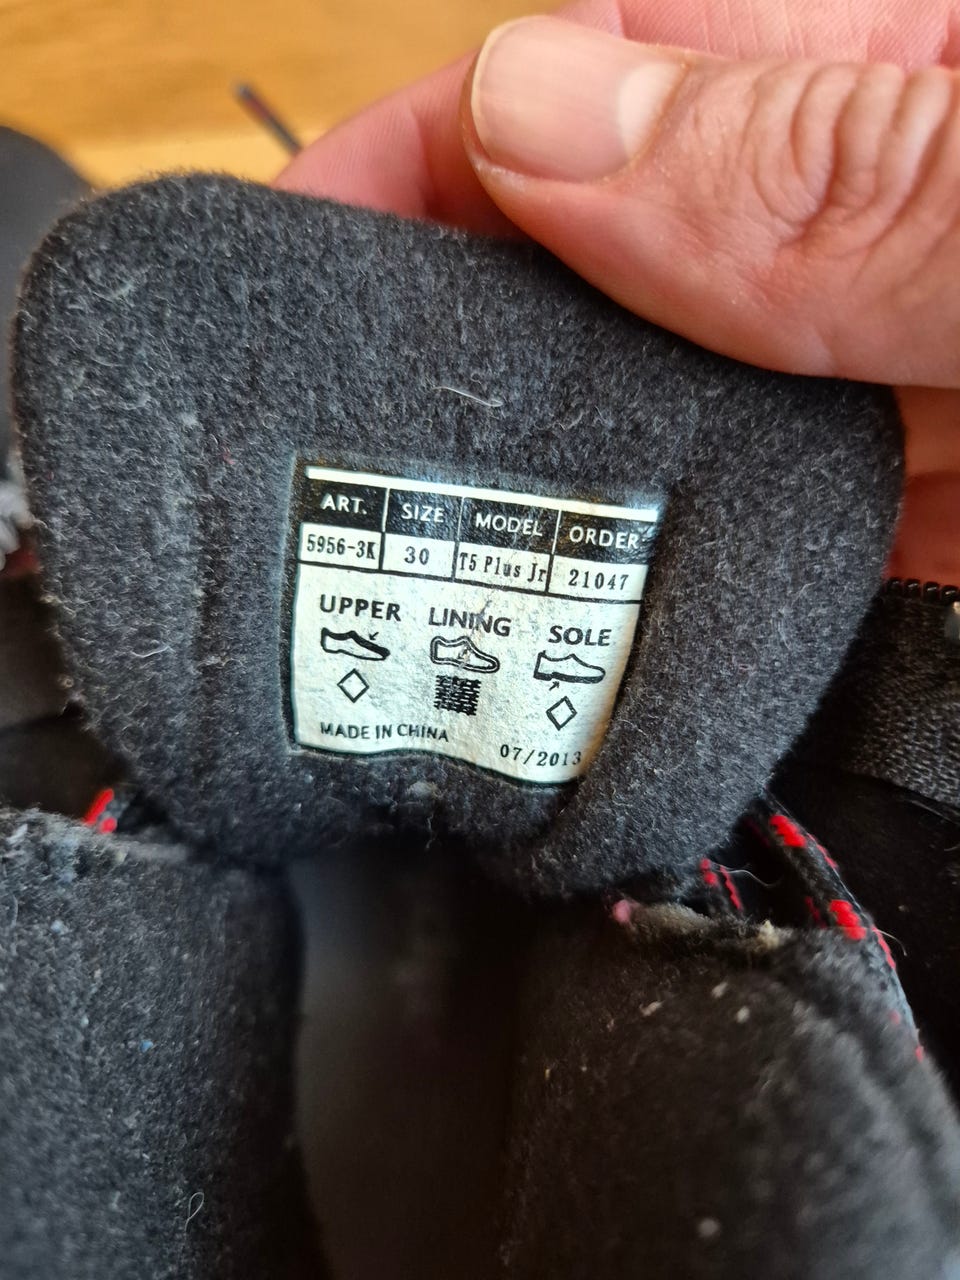 ART. SIZE MODEL ORDER
5956-3K 30 T5 Plus Jr 21047
UPPER LINING SOLE
MADE IN CHINA 07/2013